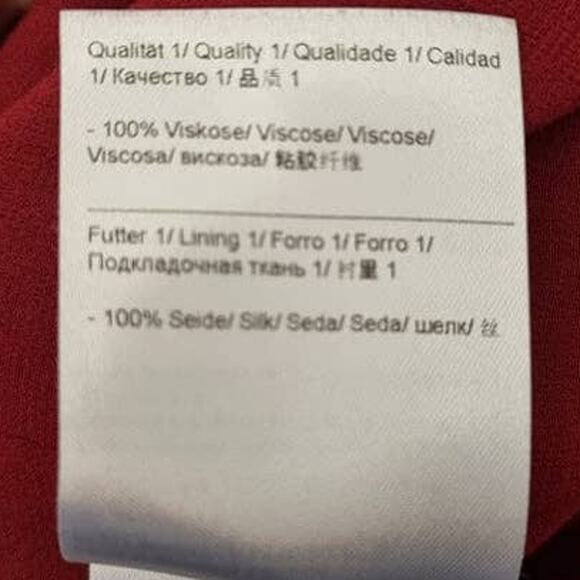 Qualität 1/ Quality 1/ Qualidade 1/ Calidad
1/ Качество 1/ 品质 1
- 100% Viskose/ Viscose/ Viscose/
Viscosa/ вискоза/ 粘胶纤维
Futter 1/ Lining 1/ Forro 1/ Forro 1/
Подкладочная ткань 1/ 衬里 1
- 100% Seide/ Silk/ Seda/ Seda/ шелк/ 丝